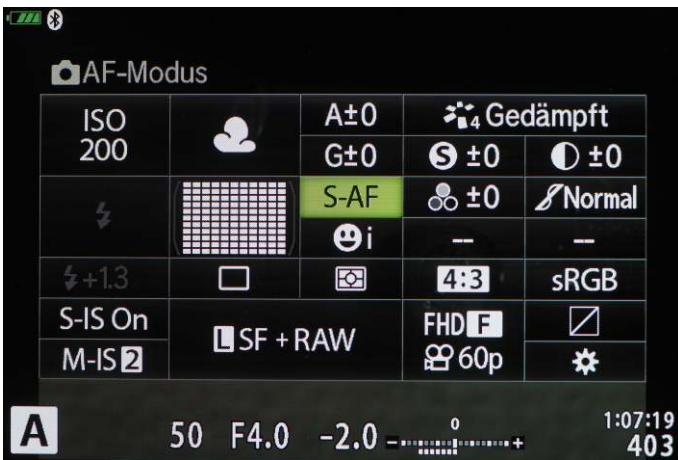 AF-Modus
ISO 200
A±0
4 Gedämpft
G±0
S ±0
±0
S-AF
±0
Normal
i
--
--
+1.3
4:3
sRGB
S-IS On
L SF + RAW
FHD F
M-IS 2
60p
A
50 F4.0 -2.0
- 0 +
1:07:19
403